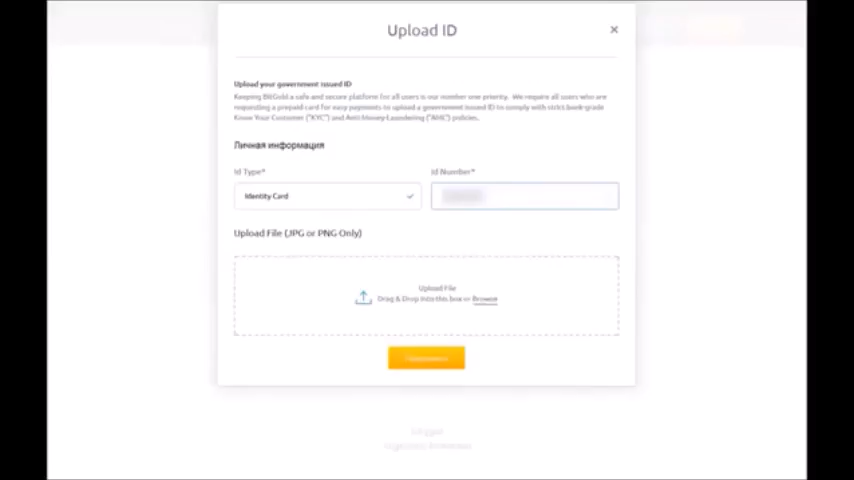 Upload ID
Upload your government issued ID
Keeping BitGold a safe and secure platform for all users is our number one priority. We require all users who are
requesting a prepaid card for easy payments to upload a government issued ID to comply with strict book-grade
Know Your Customer ("KYC") and Anti Money-Laundering ("AML") policies.
Личная информация
Id Type*
Id Number*
Identity Card
Upload File (JPG or PNG Only)
Upload File
Drag & Drop into this box or Browse